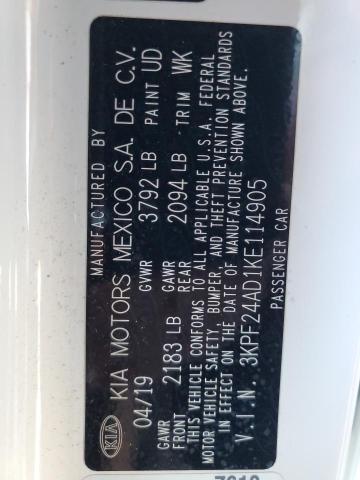 MANUFACTURED BY
KIA KIA MOTORS MEXICO S.A. DE C.V.
04/19 GVWR 3792 LB PAINT UD
GAWR FRONT 2183 LB GAWR REAR 2094 LB TRIM WK
THIS VEHICLE CONFORMS TO ALL APPLICABLE U.S.A. FEDERAL
MOTOR VEHICLE SAFETY, BUMPER, AND THEFT PREVENTION STANDARDS
IN EFFECT ON THE DATE OF MANUFACTURE SHOWN ABOVE.
V.I.N. 3KPF24AD1KE114905
PASSENGER CAR